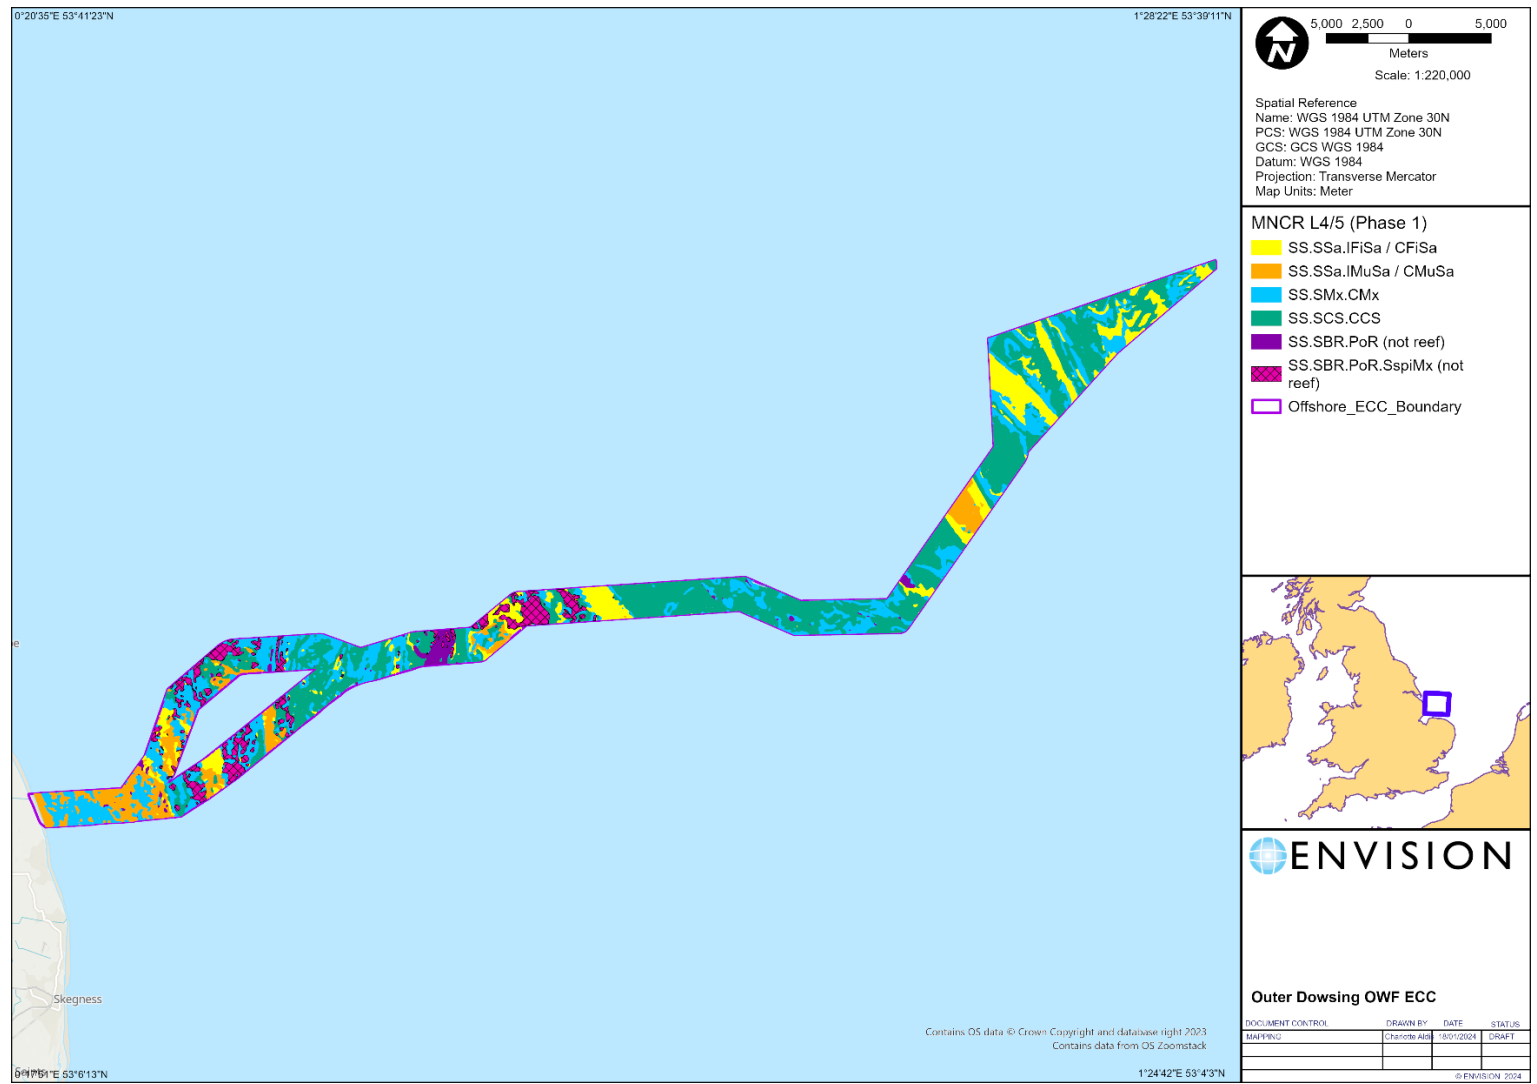 0°20'35"E 53°41'23"N
1°28'22"E 53°39'11"N
5,000 2,500 0 5,000
Meters
Scale: 1:220,000
Spatial Reference
Name: WGS 1984 UTM Zone 30N
PCS: WGS 1984 UTM Zone 30N
GCS: GCS WGS 1984
Datum: WGS 1984
Projection: Transverse Mercator
Map Units: Meter
MNCR L4/5 (Phase 1)
SS.SSa.IFiSa / CFiSa
SS.SSa.IMuSa / CMuSa
SS.SMx.CMx
SS.SCS.CCS
SS.SBR.PoR (not reef)
SS.SBR.PoR.SspiMx (not
reef)
Offshore_ECC_Boundary
e
Skegness
Contains OS data © Crown Copyright and database right 2023
Contains data from OS Zoomstack
0°17'51"E 53°6'13"N
1°24'42"E 53°4'3"N
ENVISION
Outer Dowsing OWF ECC
DOCUMENT CONTROL DRAWN BY DATE STATUS
MAPPING Charlotte Aldis 18/01/2024 DRAFT
© ENVISION 2024